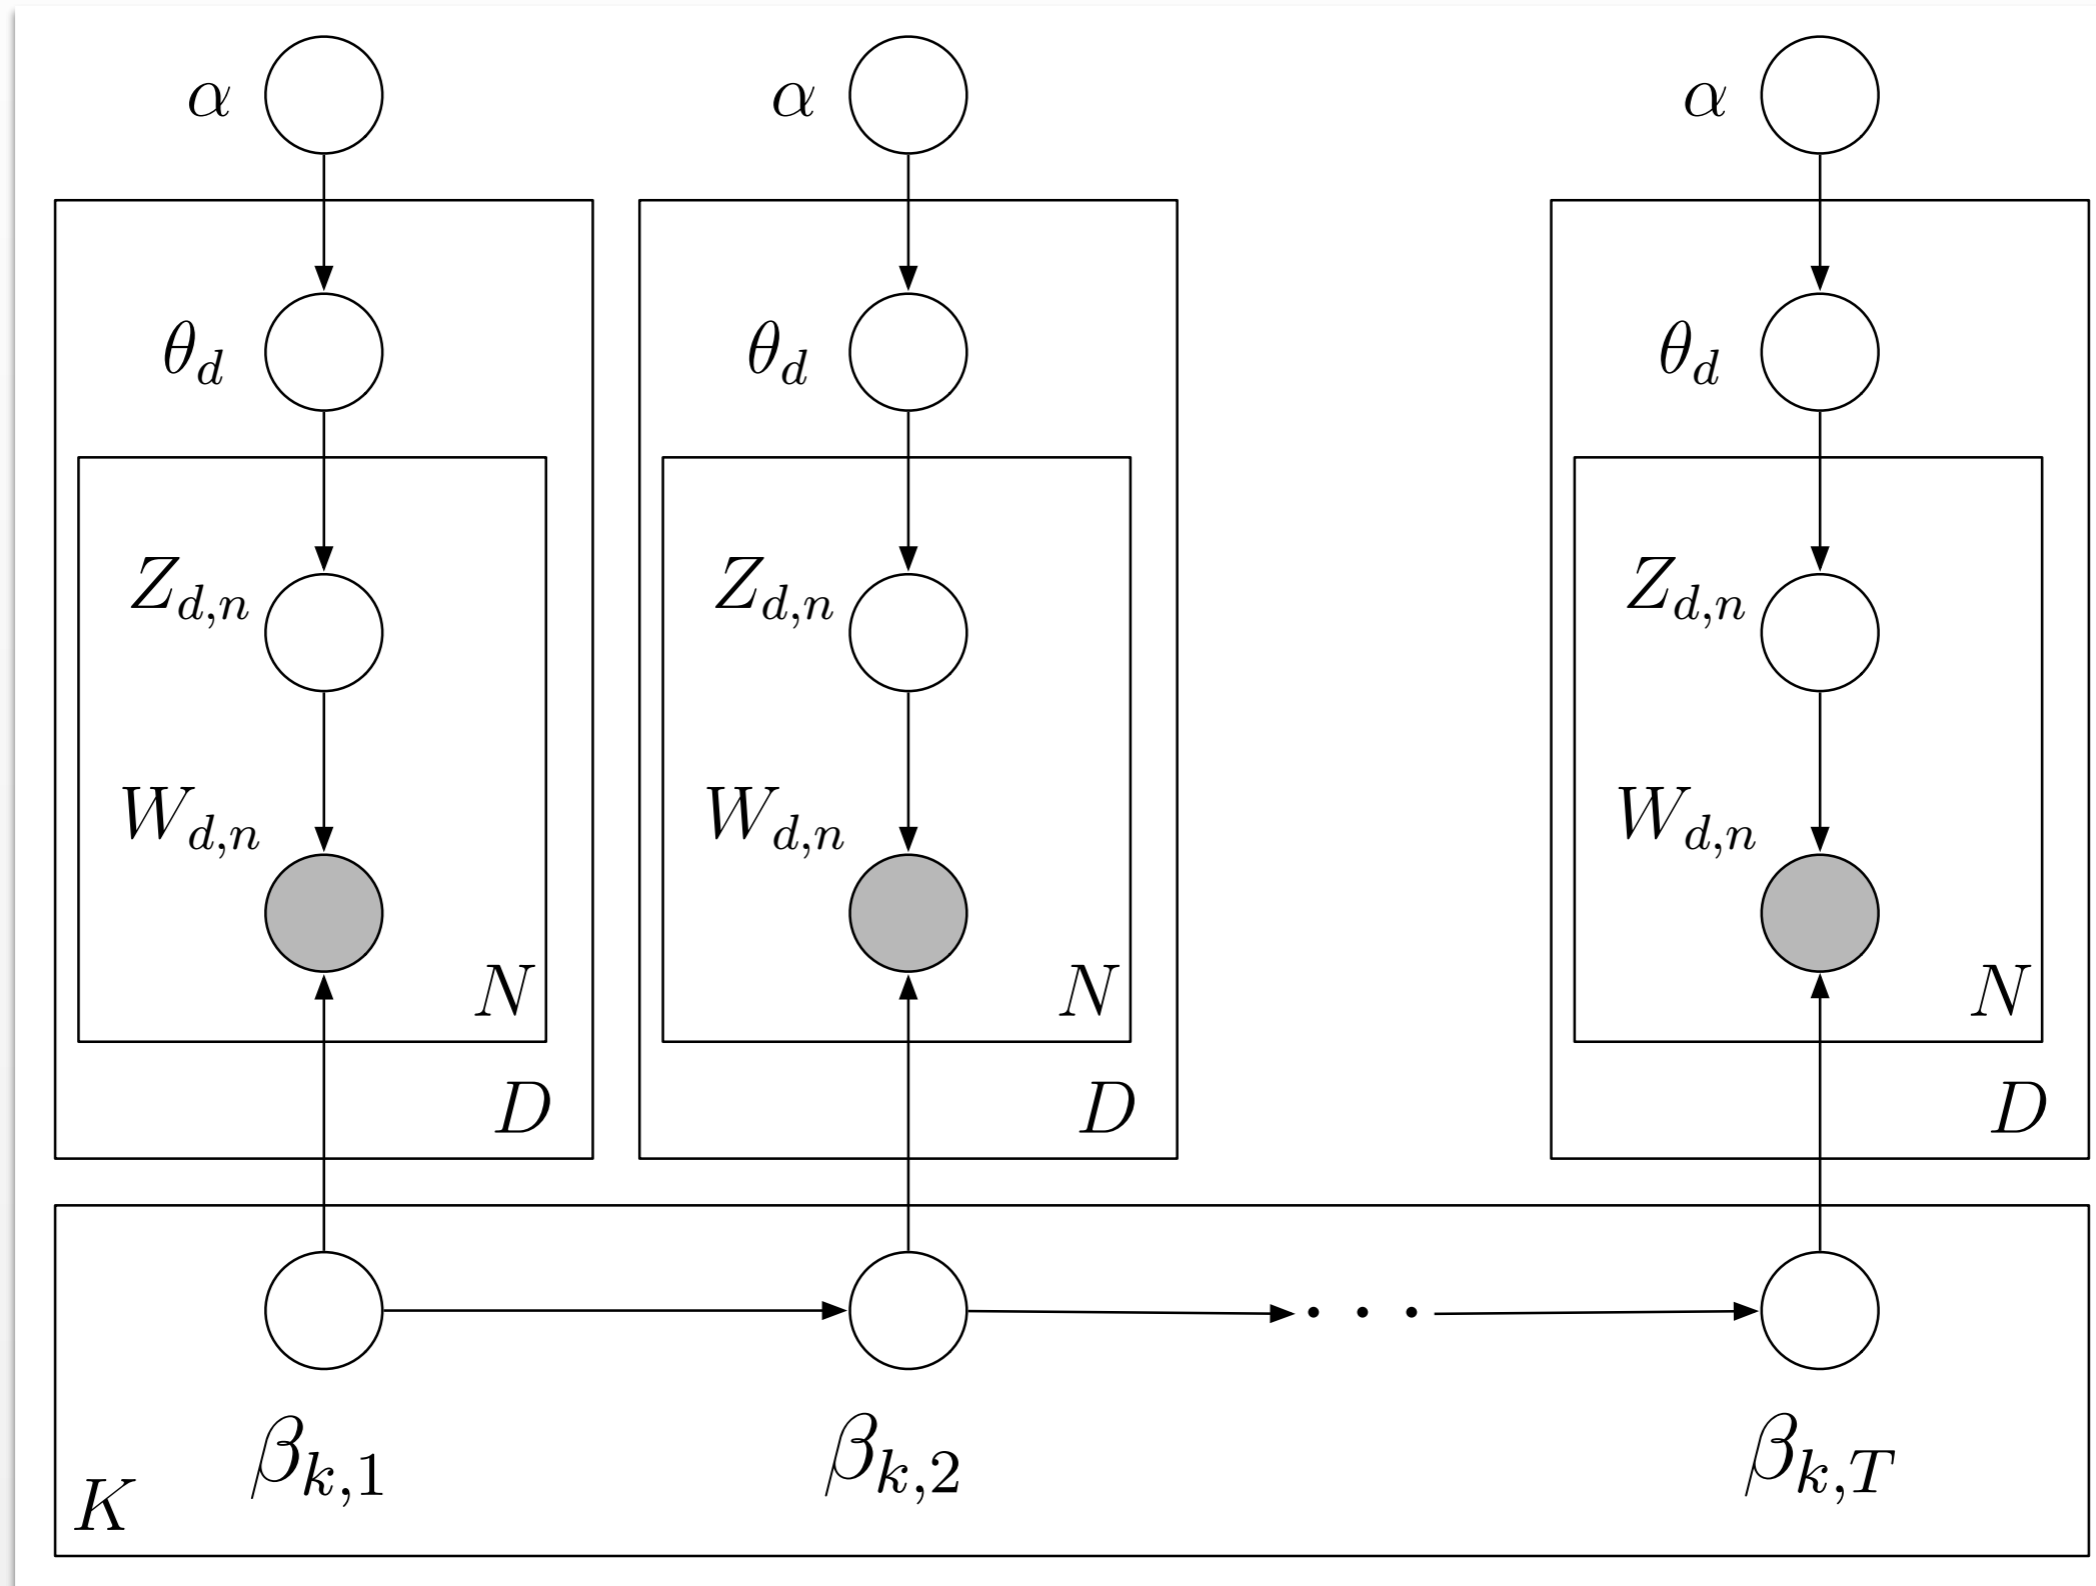 α α α
θ_d θ_d θ_d
Z_{d,n} Z_{d,n} Z_{d,n}
W_{d,n} W_{d,n} W_{d,n}
N N N
D D D
· · ·
β_{k,1} β_{k,2} β_{k,T}
K